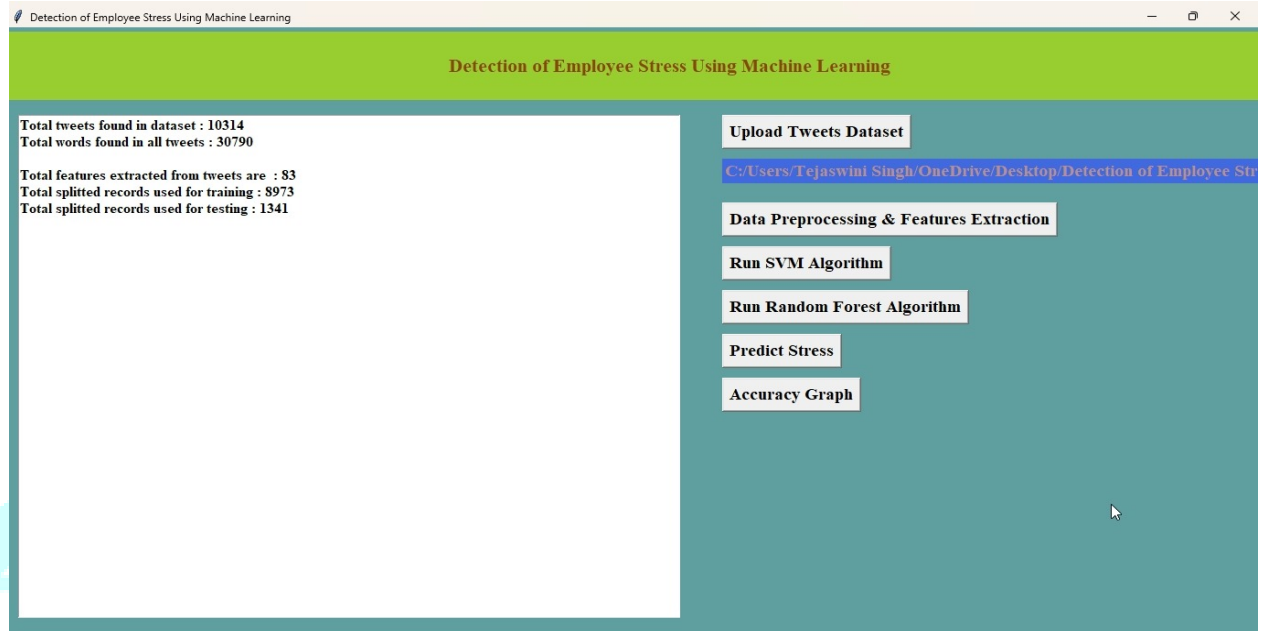 Detection of Employee Stress Using Machine Learning
Detection of Employee Stress Using Machine Learning
Total tweets found in dataset : 10314
Total words found in all tweets : 30790
Total features extracted from tweets are : 83
Total splitted records used for training : 8973
Total splitted records used for testing : 1341
Upload Tweets Dataset
C:/Users/Tejaswini Singh/OneDrive/Desktop/Detection of Employee Str
Data Preprocessing & Features Extraction
Run SVM Algorithm
Run Random Forest Algorithm
Predict Stress
Accuracy Graph